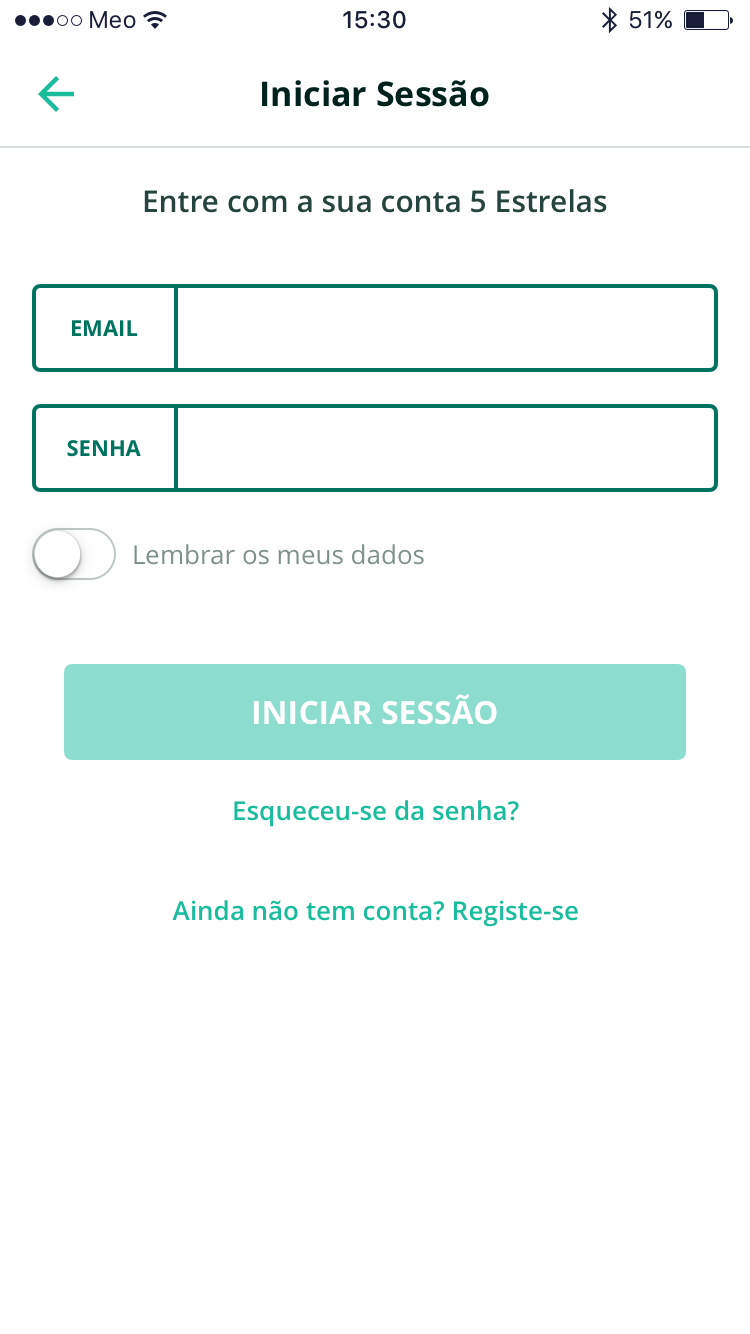 Meo 15:30 51%
Iniciar Sessão
Entre com a sua conta 5 Estrelas
EMAIL
SENHA
Lembrar os meus dados
INICIAR SESSÃO
Esqueceu-se da senha?
Ainda não tem conta? Registe-se